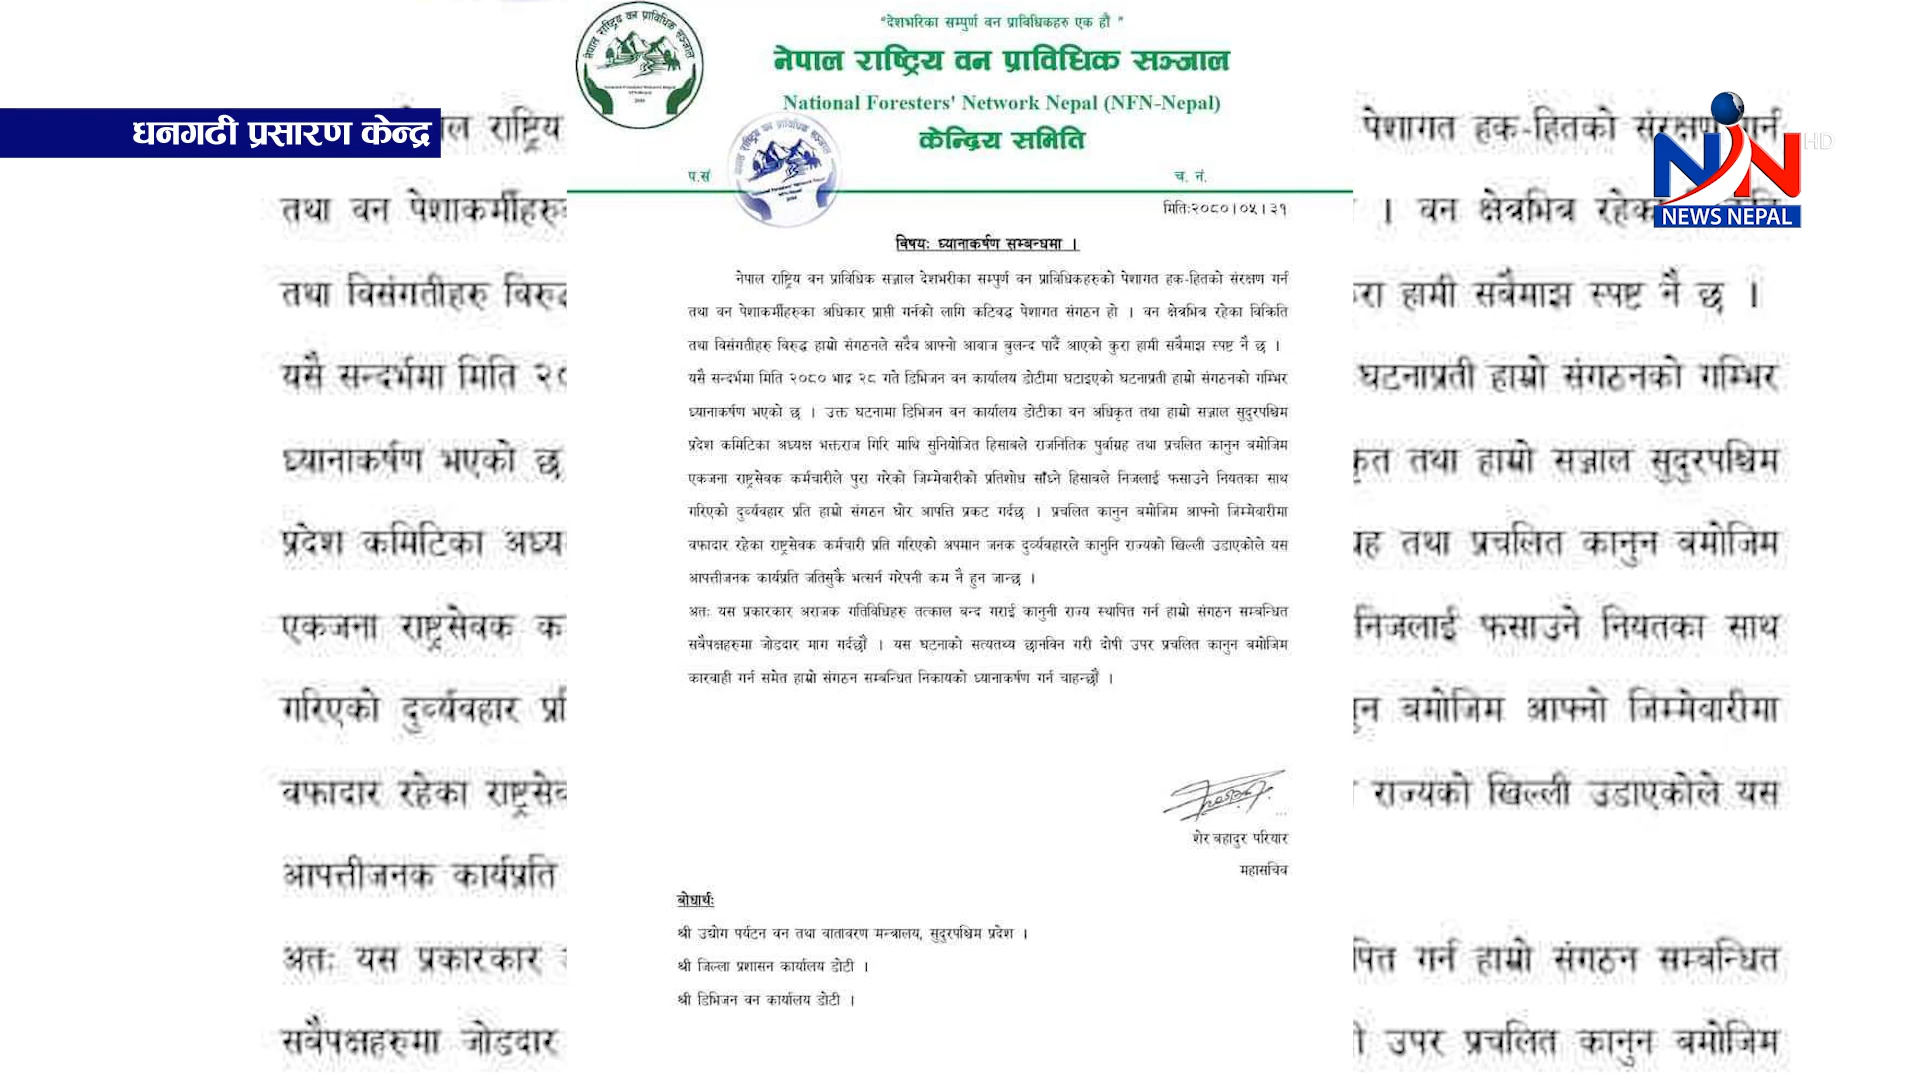 "देशभरिका सम्पुर्ण वन प्राविधिकहरु एक हौं "
नेपाल राष्ट्रिय वन प्राविधिक सञ्जाल
National Foresters' Network Nepal (NFN-Nepal)
केन्द्रिय समिति
धनगढी प्रसारण केन्द्र
NEWS NEPAL
HD
प.सं
च. नं.
मितिः२०८०।०५।३१
विषयः ध्यानाकर्षण सम्बन्धमा ।
नेपाल राष्ट्रिय वन प्राविधिक सञ्जाल देशभरीका सम्पुर्ण वन प्राविधिकहरुको पेशागत हक-हितको संरक्षण गर्न
तथा वन पेशाकर्मीहरुका अधिकार प्राप्ती गर्नको लागि कटिवद्ध पेशागत संगठन हो । वन क्षेत्रभित्र रहेका विकिति
तथा विसंगतीहरु विरुद्ध हाम्रो संगठनले सदैव आफ्नो आवाज बुलन्द पार्दै आएको कुरा हामी सबैमाझ स्पष्ट नै छ ।
यसै सन्दर्भमा मिति २०८० भाद्र २८ गते डिभिजन वन कार्यालय डोटीमा घटाइएको घटनाप्रती हाम्रो संगठनको गम्भिर
ध्यानाकर्षण भएको छ । उक्त घटनामा डिभिजन वन कार्यालय डोटीका वन अधिकृत तथा हाम्रो सञ्जाल सुदुरपश्चिम
प्रदेश कमिटिका अध्यक्ष भक्तराज गिरि माथि सुनियोजित हिसाबले राजनितिक पुर्वाग्रह तथा प्रचलित कानुन बमोजिम
एकजना राष्ट्रसेवक कर्मचारीले पुरा गरेको जिम्मेवारीको प्रतिशोध साँध्ने हिसाबले निजलाई फसाउने नियतका साथ
गरिएको दुर्व्यवहार प्रति हाम्रो संगठन घोर आपत्ति प्रकट गर्दछ । प्रचलित कानुन बमोजिम आफ्नो जिम्मेवारीमा
वफादार रहेका राष्ट्रसेवक कर्मचारी प्रति गरिएको अपमान जनक दुर्व्यवहारले कानुनि राज्यको खिल्ली उडाएकोले यस
आपत्तीजनक कार्यप्रति जतिसुकै भत्सर्न गरेपनी कम नै हुन जान्छ ।
अतः यस प्रकारकार अराजक गतिविधिहरु तत्काल बन्द गराई कानुनी राज्य स्थापित गर्न हाम्रो संगठन सम्बन्धित
सबैपक्षहरुमा जोडदार माग गर्दछौं । यस घटनाको सत्यतथ्य छानविन गरी दोषी उपर प्रचलित कानुन बमोजिम
कारवाही गर्न समेत हाम्रो संगठन सम्बन्धित निकायको ध्यानाकर्षण गर्न चाहन्छौं ।
शेर बहादुर परियार
महासचिव
बोधार्थः
श्री उद्योग पर्यटन वन तथा वातावरण मन्त्रालय, सुदुरपश्चिम प्रदेश ।
श्री जिल्ला प्रशासन कार्यालय डोटी ।
श्री डिभिजन वन कार्यालय डोटी ।